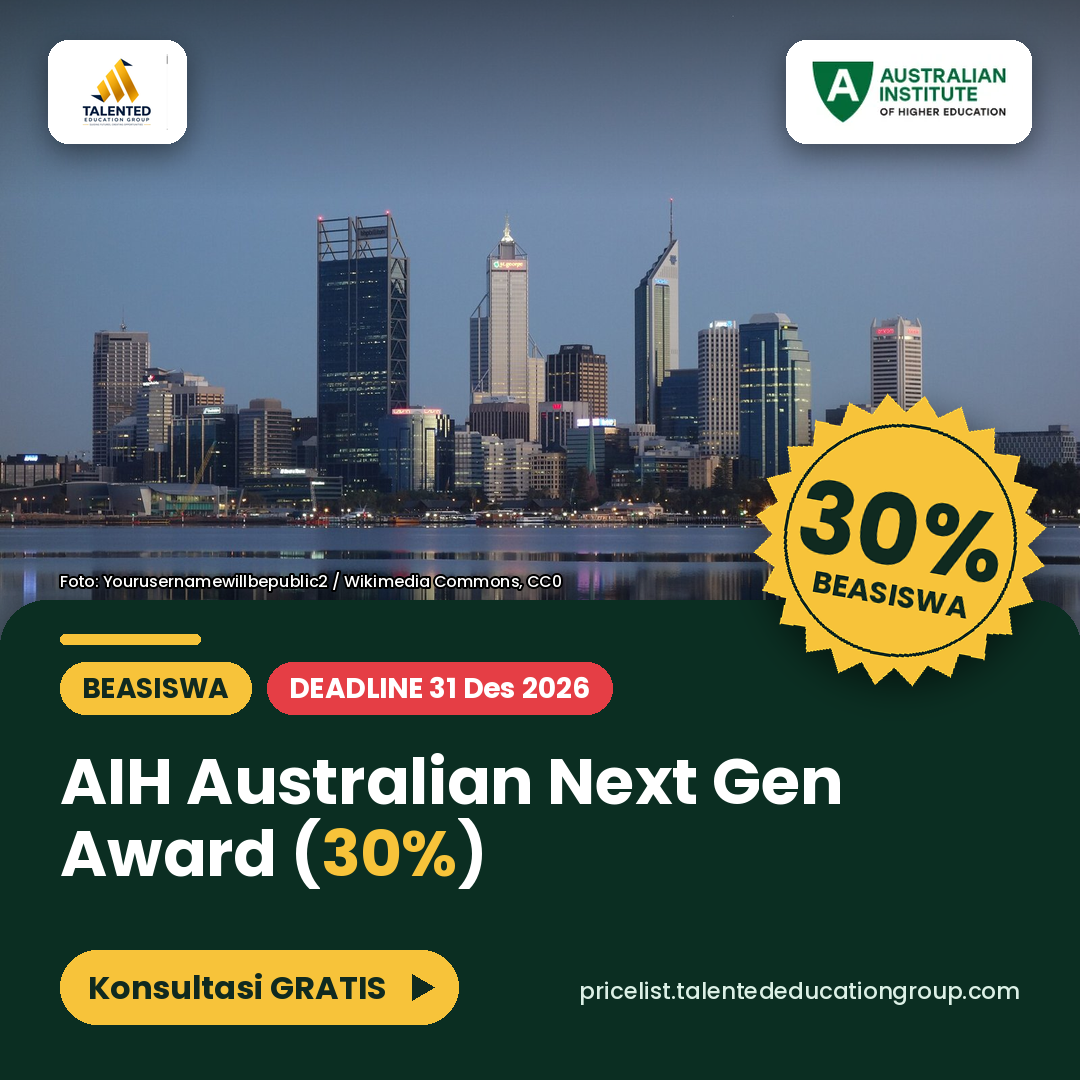 TALENTED
EDUCATION GROUP
A
AUSTRALIAN
INSTITUTE
OF HIGHER EDUCATION
30%
BEASISWA
Foto: Yourusernamewillbepublic2 / Wikimedia Commons, CC0
BEASISWA
DEADLINE 31 Des 2026
AIH Australian Next Gen
Award (30%)
Konsultasi GRATIS
pricelist.talentededucationgroup.com